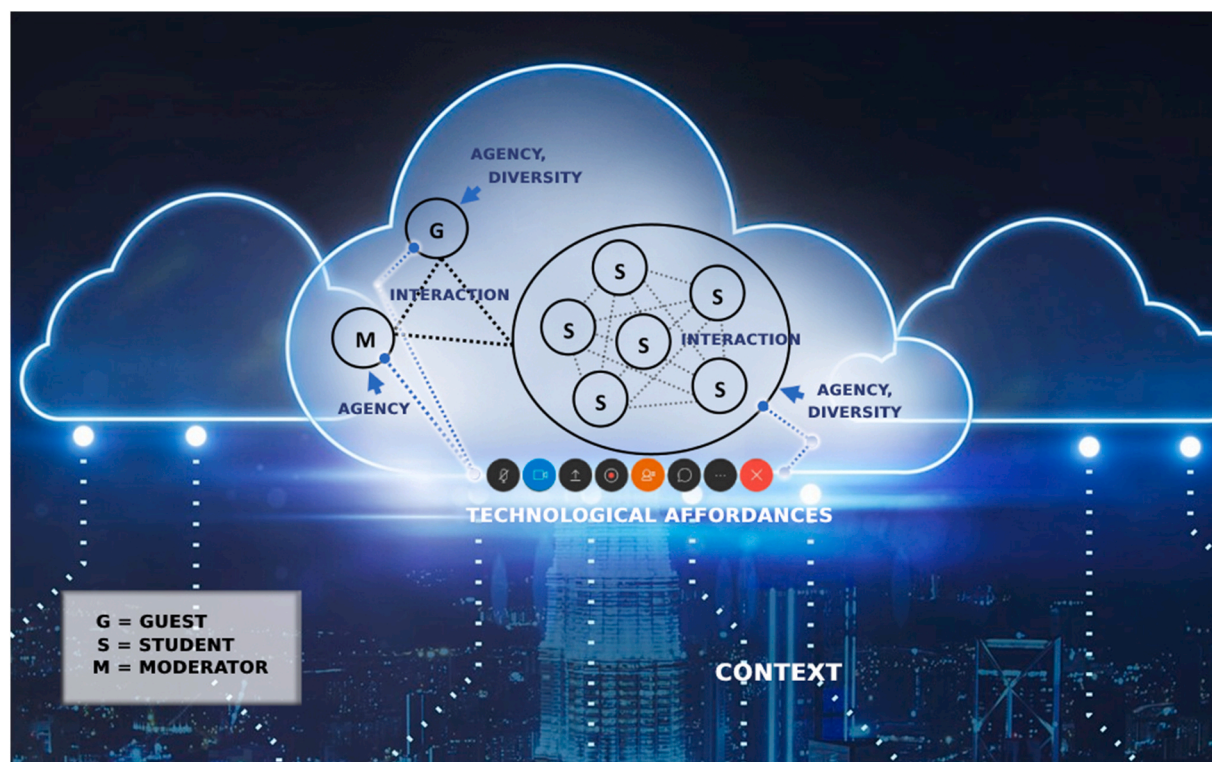 AGENCY,
DIVERSITY
G
INTERACTION
M
AGENCY
S
S
S
S
INTERACTION
S
S
AGENCY,
DIVERSITY
TECHNOLOGICAL AFFORDANCES
G = GUEST
S = STUDENT
M = MODERATOR
CONTEXT